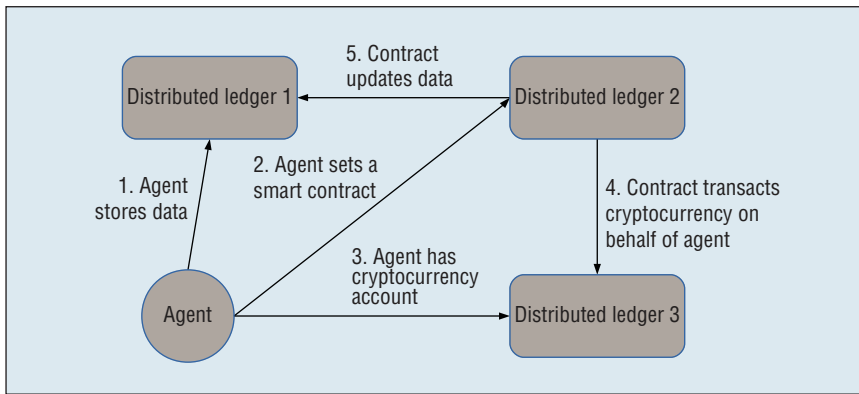 5. Contract
updates data
Distributed ledger 1
Distributed ledger 2
1. Agent
stores data
2. Agent sets a
smart contract
4. Contract transacts
cryptocurrency on
behalf of agent
3. Agent has
cryptocurrency
account
Agent
Distributed ledger 3